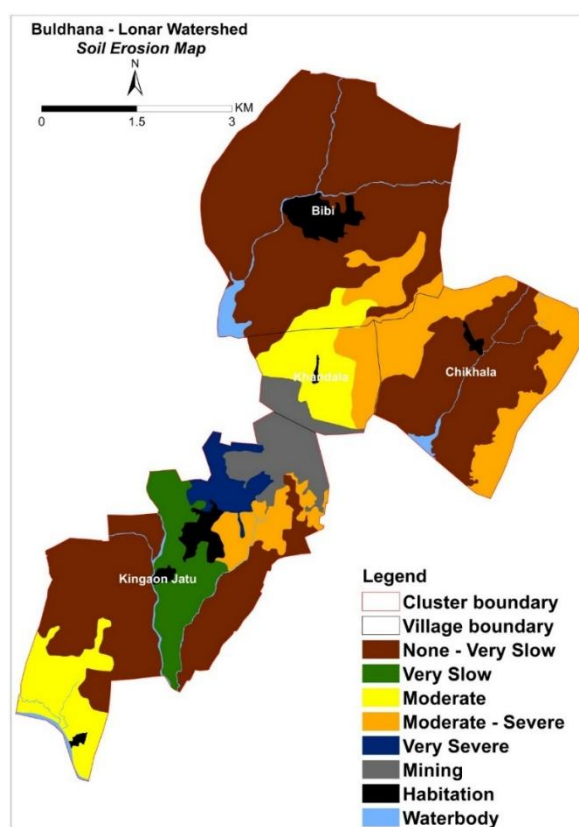 Buldhana - Lonar Watershed
Soil Erosion Map
N
KM
0 1.5 3
Bibi
Khandala
Chikhala
Kingaon Jatu
Legend
Cluster boundary
Village boundary
None - Very Slow
Very Slow
Moderate
Moderate - Severe
Very Severe
Mining
Habitation
Waterbody